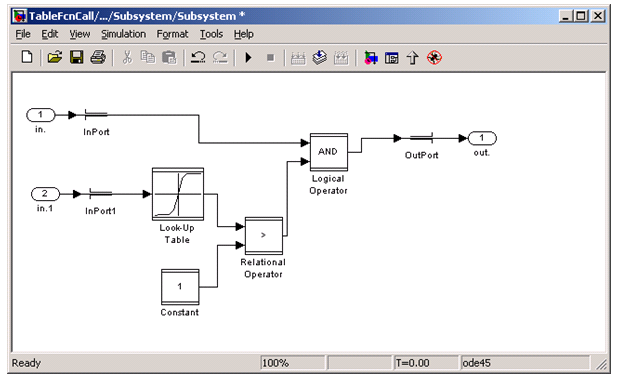 TableFcnCall/.../Subsystem/Subsystem *
File Edit View Simulation Format Tools Help
1
in.
InPort
AND
Logical
Operator
OutPort
1
out.
2
in.1
InPort1
Look-Up
Table
>
Relational
Operator
1
Constant
Ready 100% T=0.00 ode45